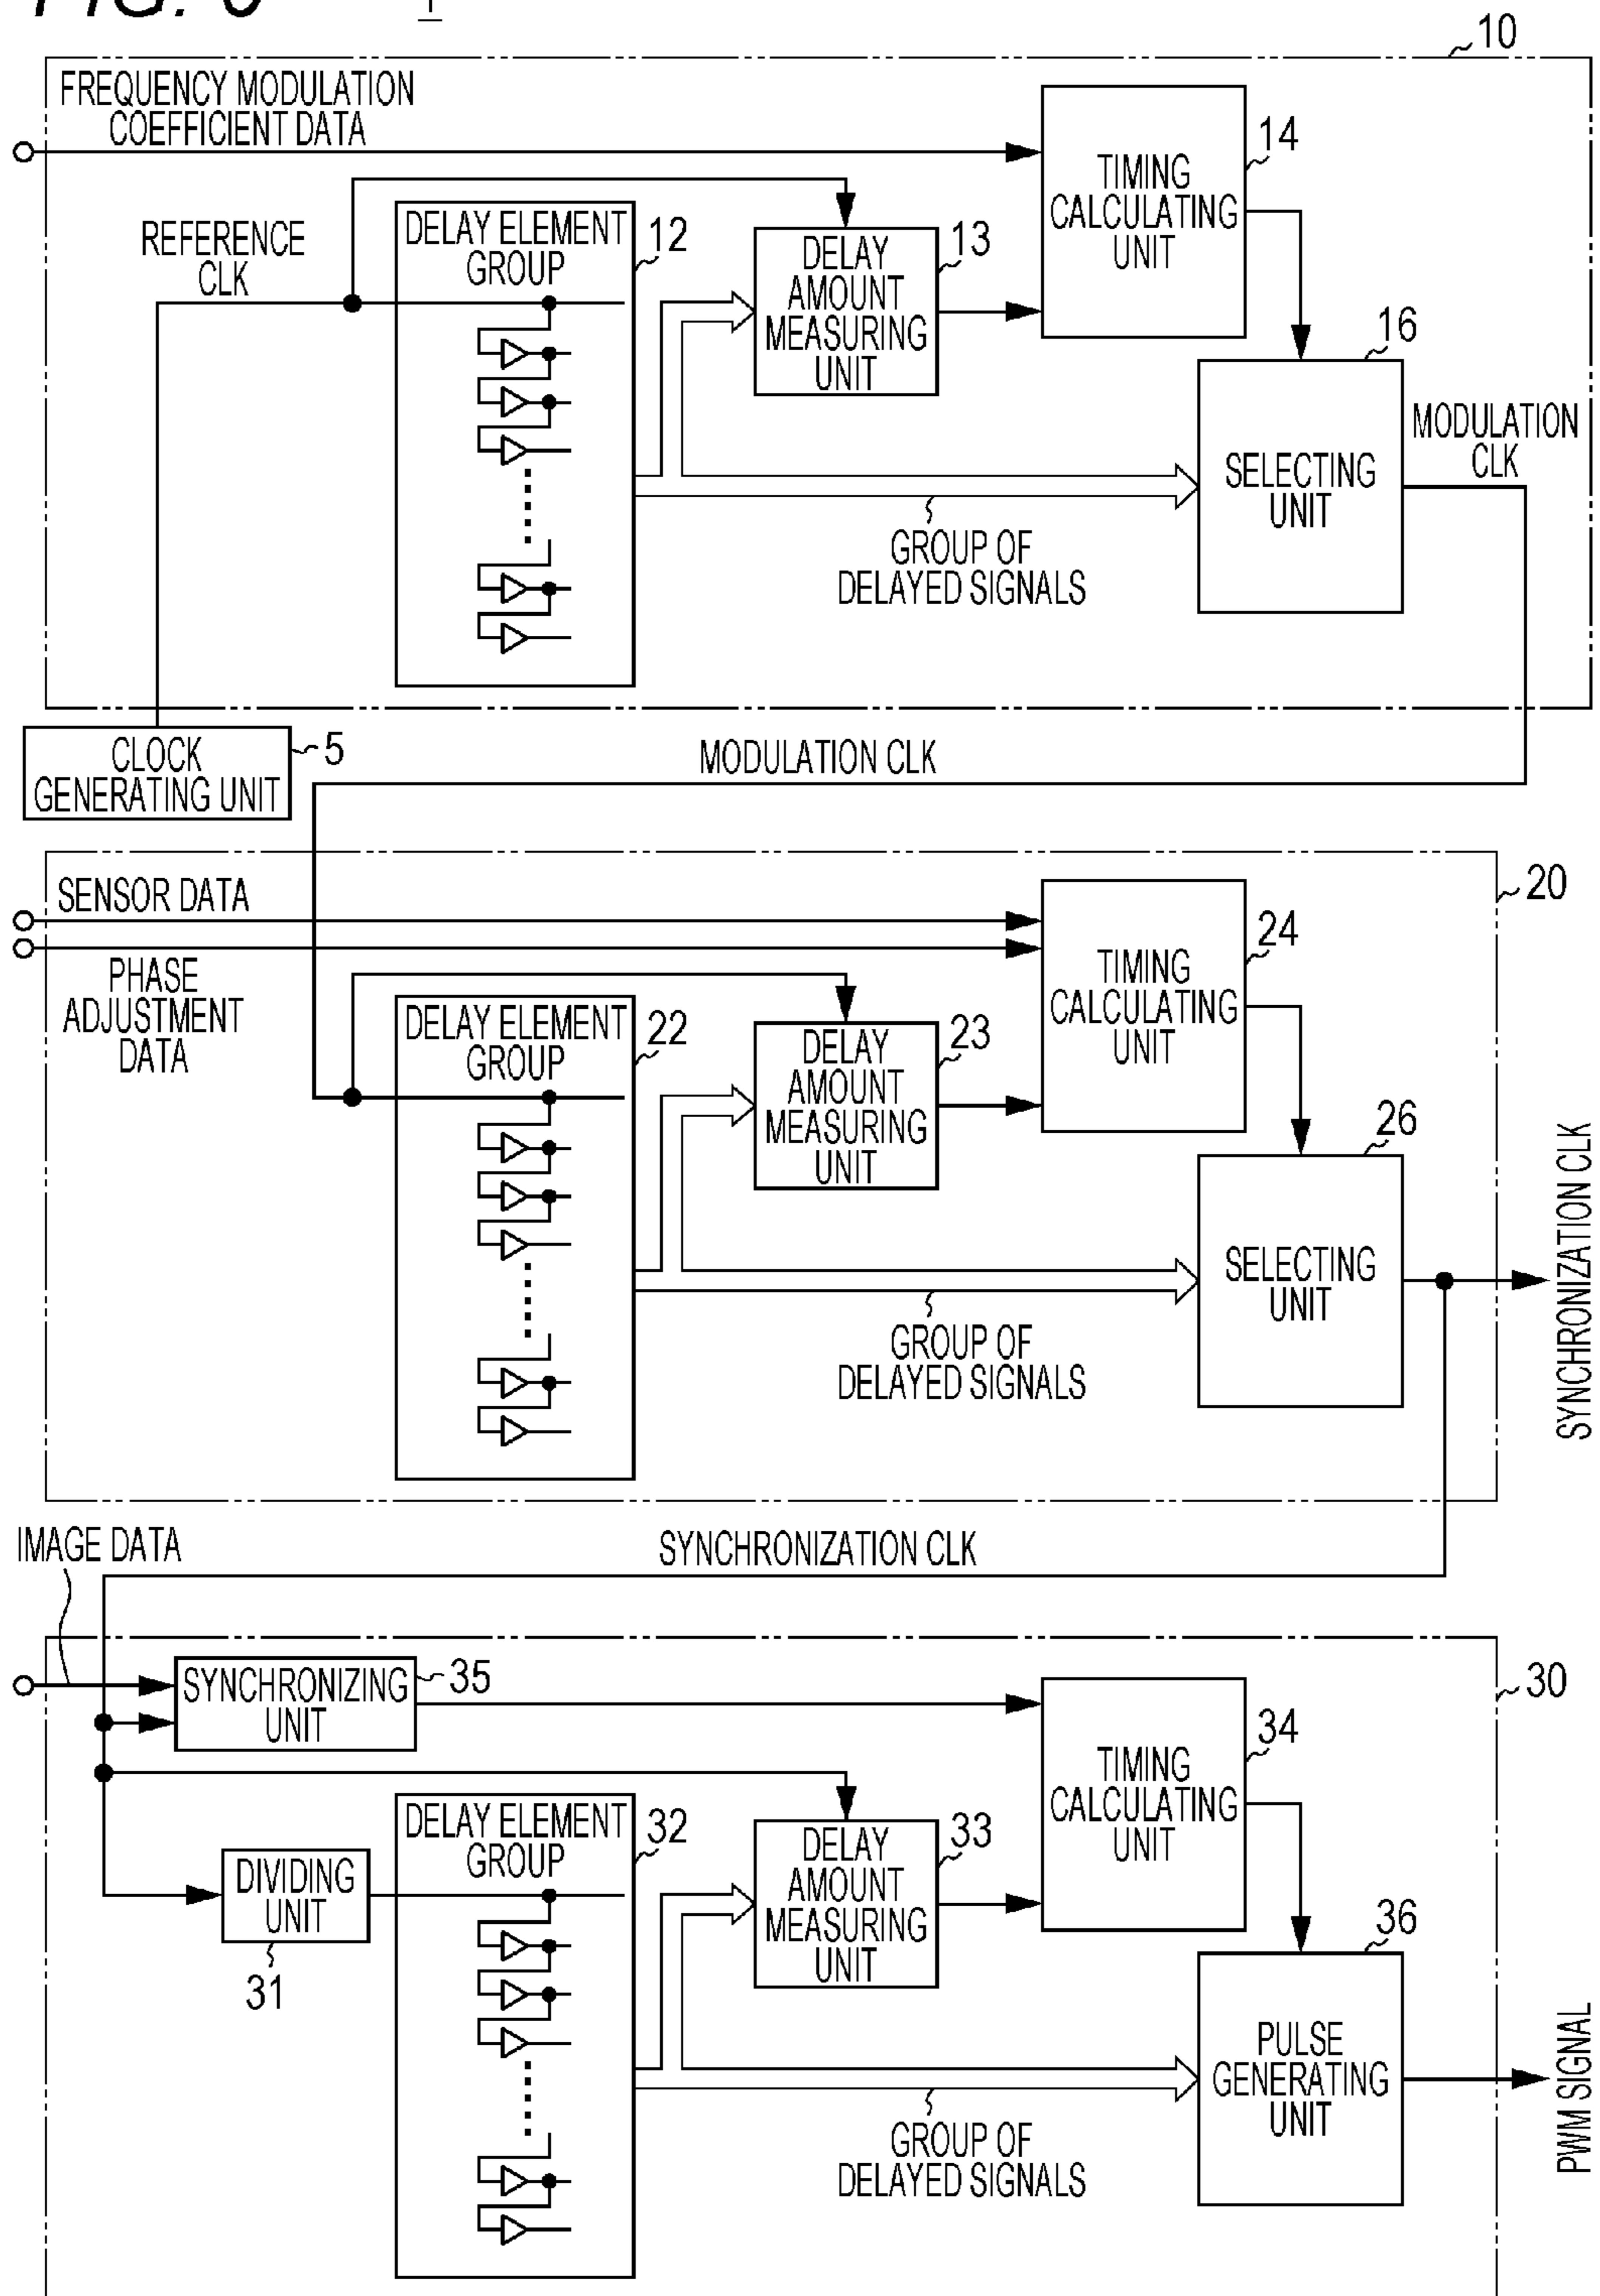 FIG.
1
10
FREQUENCY MODULATION
COEFFICIENT DATA
14
TIMING
CALCULATING
UNIT
REFERENCE
CLK
DELAY ELEMENT
GROUP
12
DELAY
AMOUNT
MEASURING
UNIT
13
16
SELECTING
UNIT
MODULATION
CLK
GROUP OF
DELAYED SIGNALS
CLOCK
GENERATING UNIT
5
MODULATION CLK
20
SENSOR DATA
PHASE
ADJUSTMENT
DATA
24
TIMING
CALCULATING
UNIT
DELAY ELEMENT
GROUP
22
DELAY
AMOUNT
MEASURING
UNIT
23
26
SELECTING
UNIT
SYNCHRONIZATION CLK
GROUP OF
DELAYED SIGNALS
IMAGE DATA
SYNCHRONIZATION CLK
30
SYNCHRONIZING
UNIT
35
34
TIMING
CALCULATING
UNIT
DIVIDING
UNIT
31
DELAY ELEMENT
GROUP
32
DELAY
AMOUNT
MEASURING
UNIT
33
36
PULSE
GENERATING
UNIT
PWM SIGNAL
GROUP OF
DELAYED SIGNALS